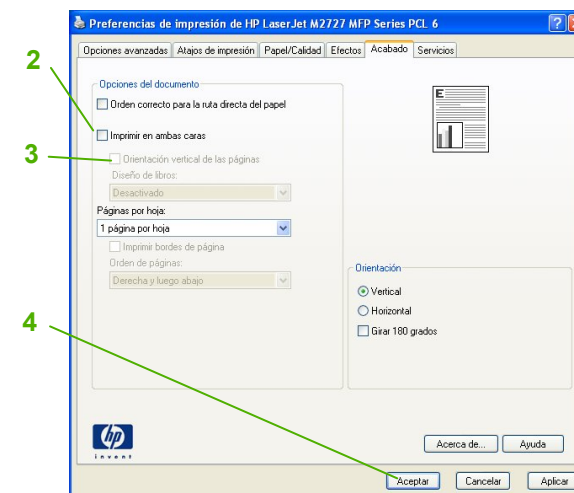 Preferencias de impresión de HP LaserJet M2727 MFP Series PCL 6
Opciones avanzadas Atajos de impresión Papel/Calidad Efectos Acabado Servicios
2
Opciones del documento
Orden correcto para la ruta directa del papel
E
Imprimir en ambas caras
3
Orientación vertical de las páginas
Diseño de libros:
Desactivado
Páginas por hoja:
1 página por hoja
Imprimir bordes de página
Orden de páginas:
Derecha y luego abajo
Orientación
Vertical
Horizontal
4
Girar 180 grados
hp
invent
Acerca de... Ayuda
Aceptar Cancelar Aplicar